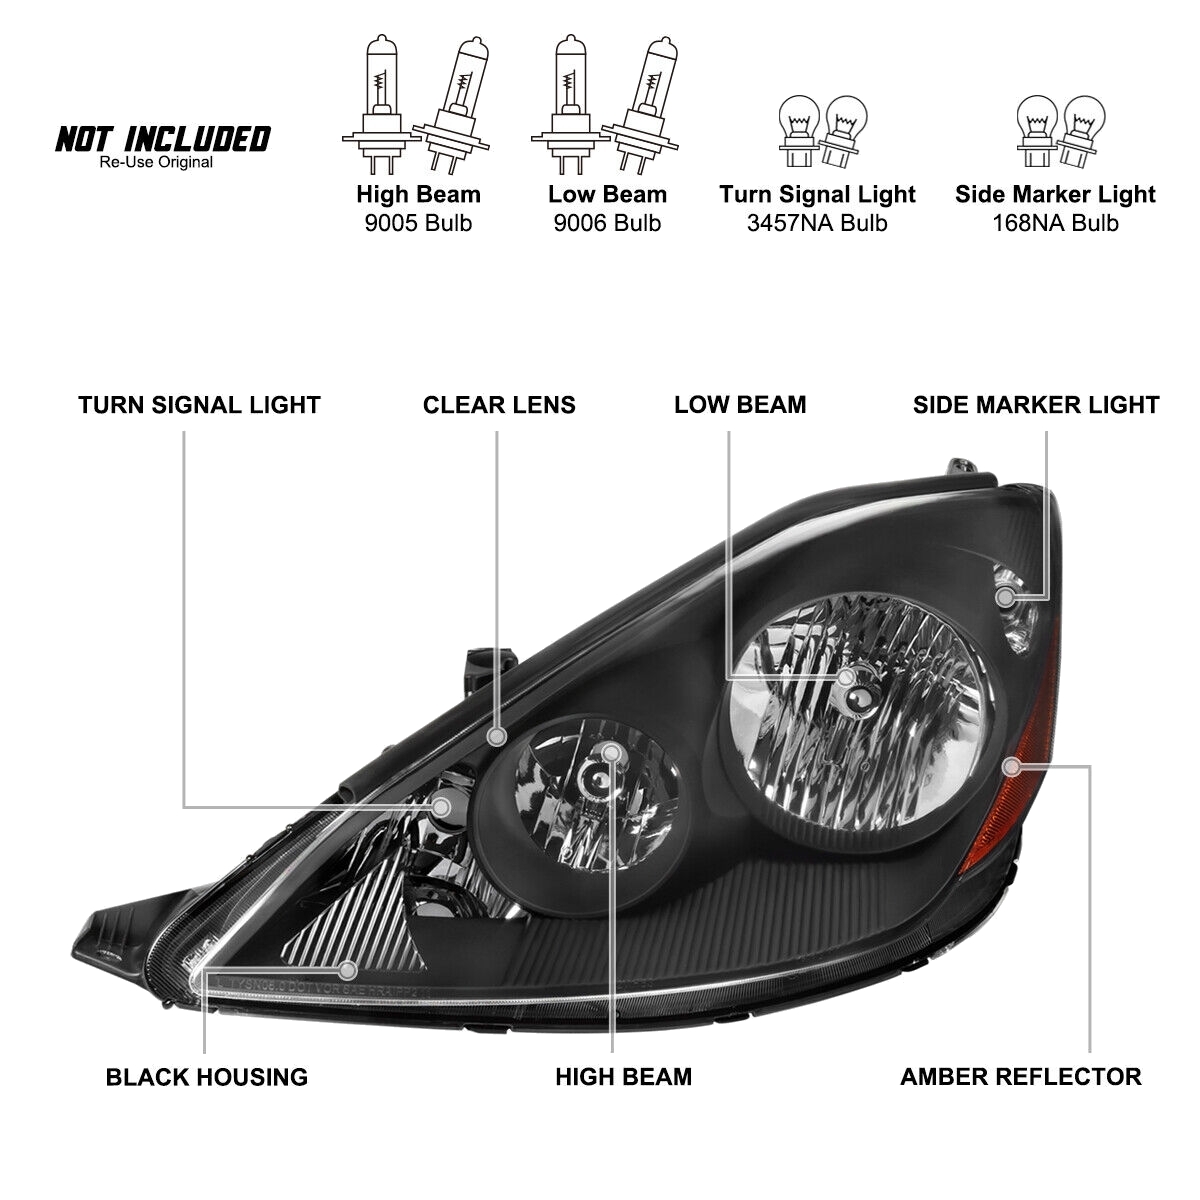 NOT INCLUDED
Re-Use Original
High Beam
9005 Bulb
Low Beam
9006 Bulb
Turn Signal Light
3457NA Bulb
Side Marker Light
168NA Bulb
TURN SIGNAL LIGHT
CLEAR LENS
LOW BEAM
SIDE MARKER LIGHT
BLACK HOUSING
HIGH BEAM
AMBER REFLECTOR